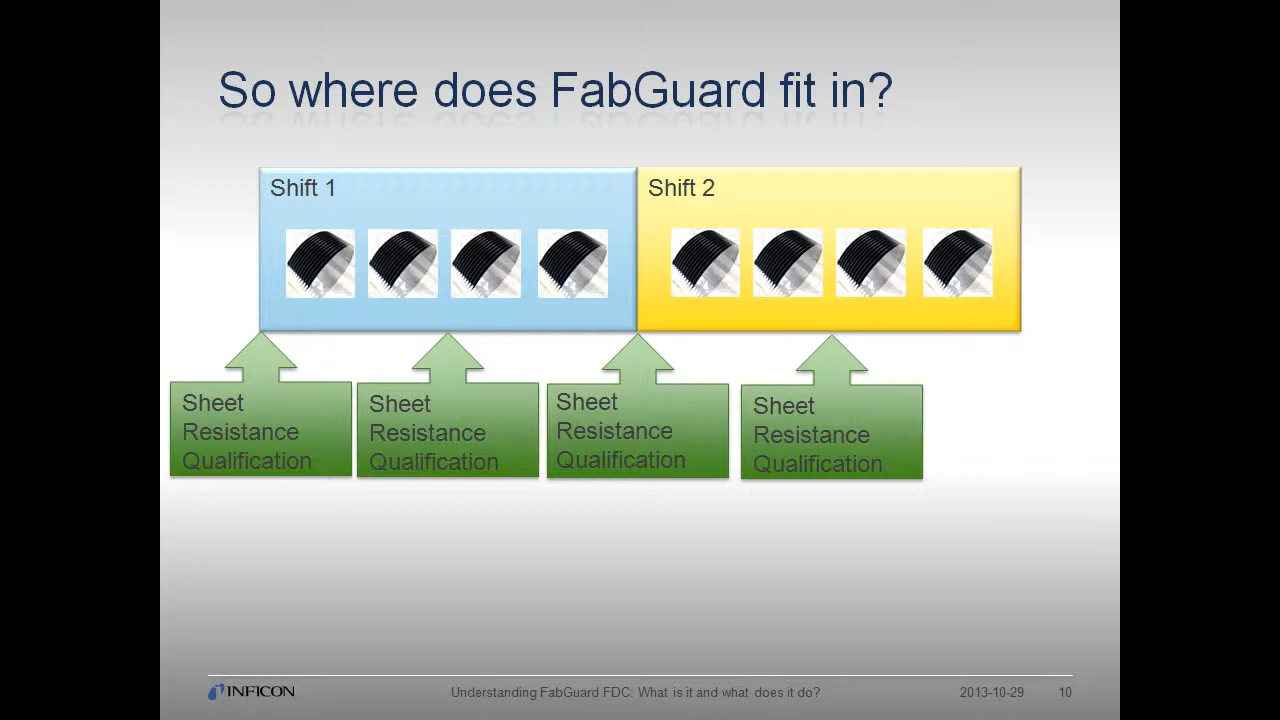 So where does FabGuard fit in?
Shift 1
Shift 2
Sheet
Resistance
Qualification
Sheet
Resistance
Qualification
Sheet
Resistance
Qualification
Sheet
Resistance
Qualification
INFICON
Understanding FabGuard FDC: What is it and what does it do?
2013-10-29
10